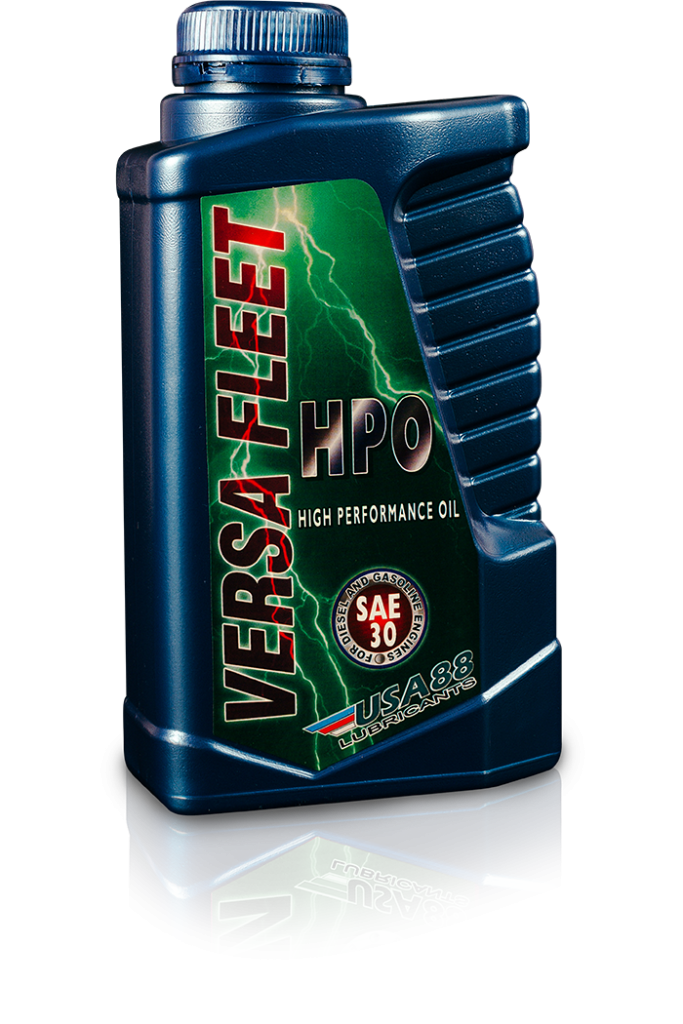 VERSA FLEET
HPO
HIGH PERFORMANCE OIL
FOR DIESEL AND GASOLINE ENGINES
SAE
30
USA88
LUBRICANTS